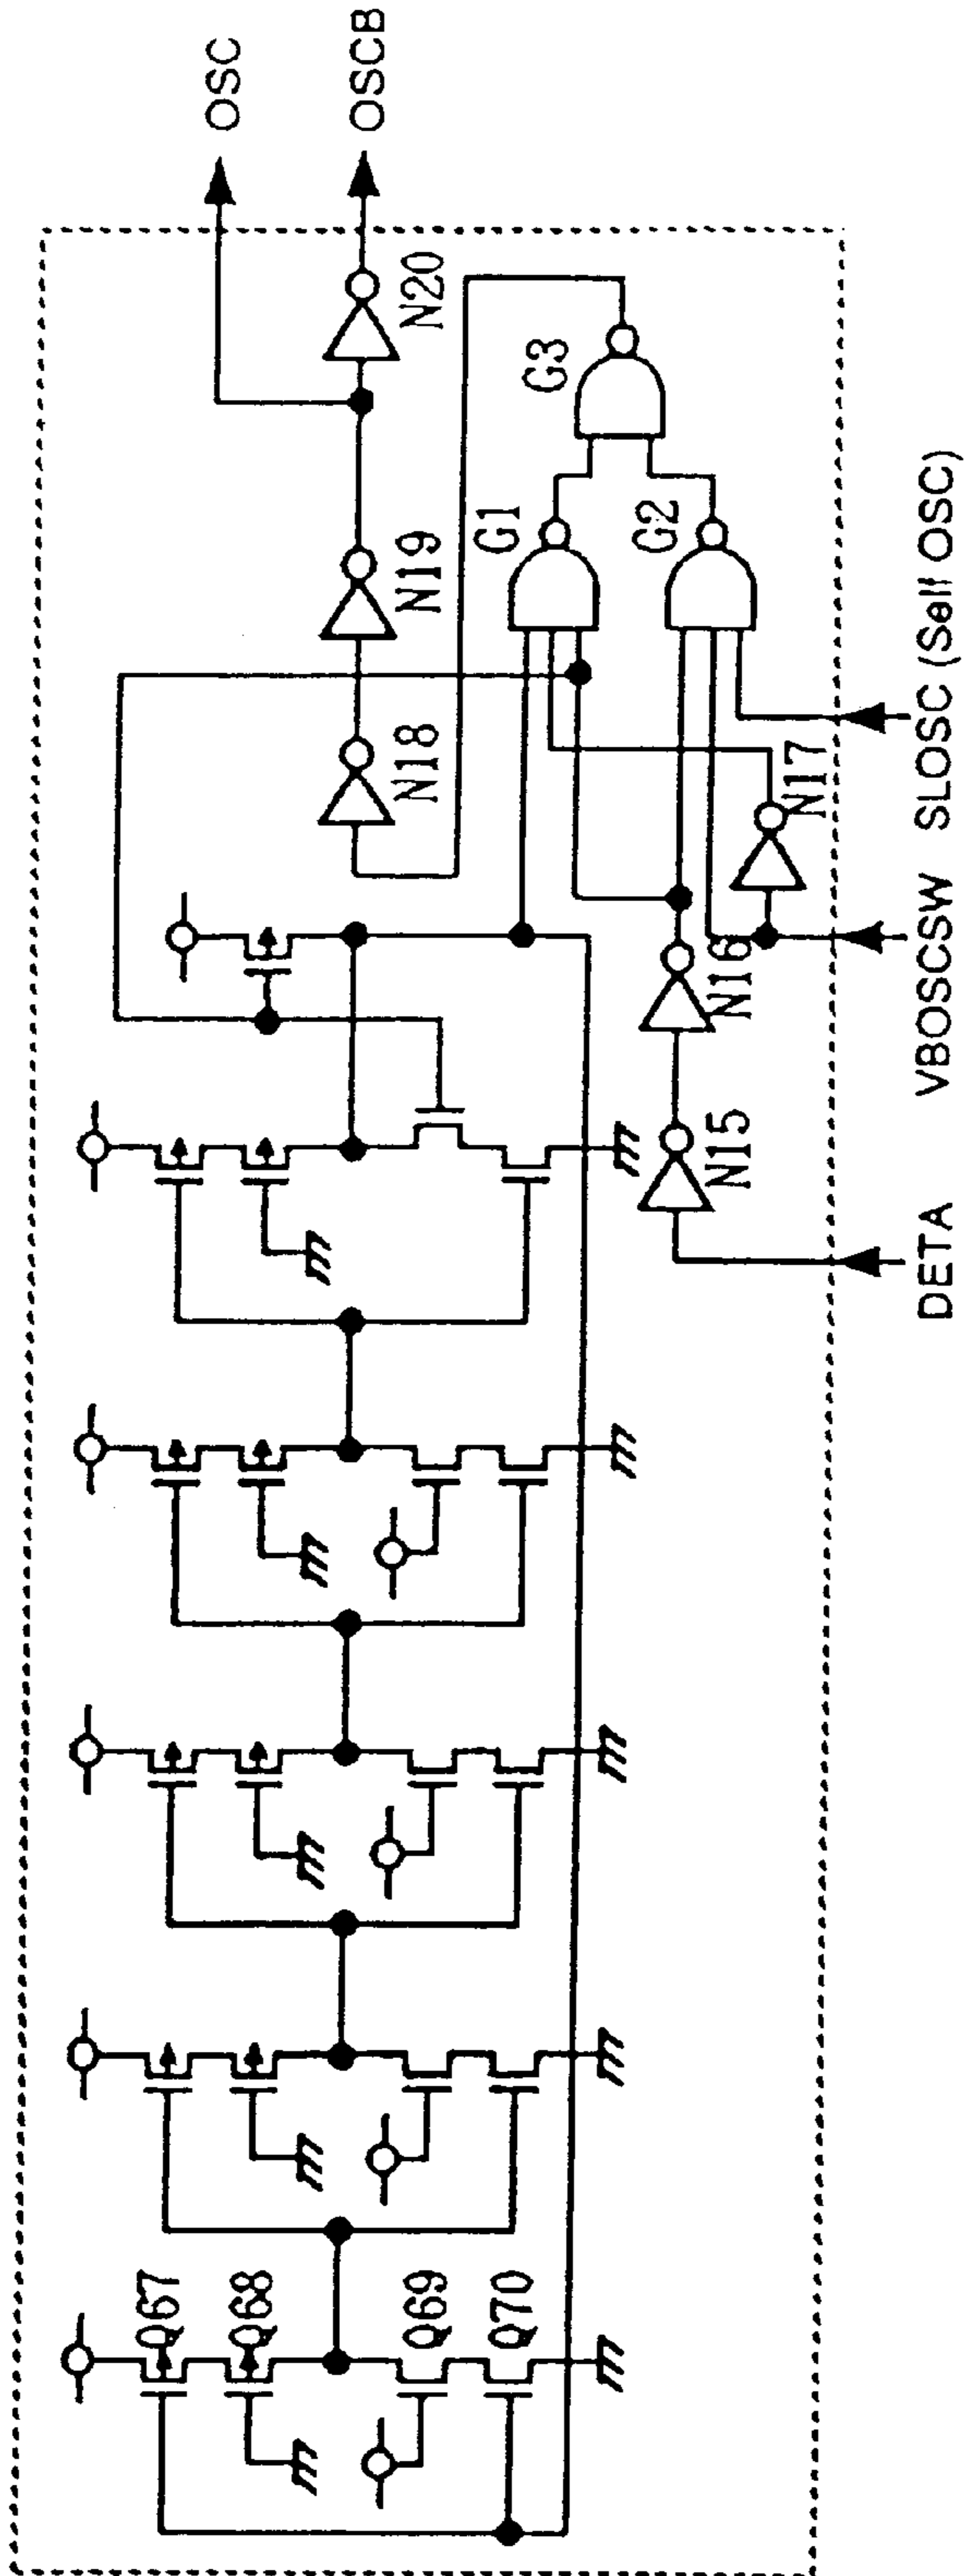 OSC
OSCB
N20
G3
N19
G1
G2
N18
N17
N16
N15
Q67
Q68
Q69
Q70
DETA
VBOSCSW
SLOSC (Self OSC)